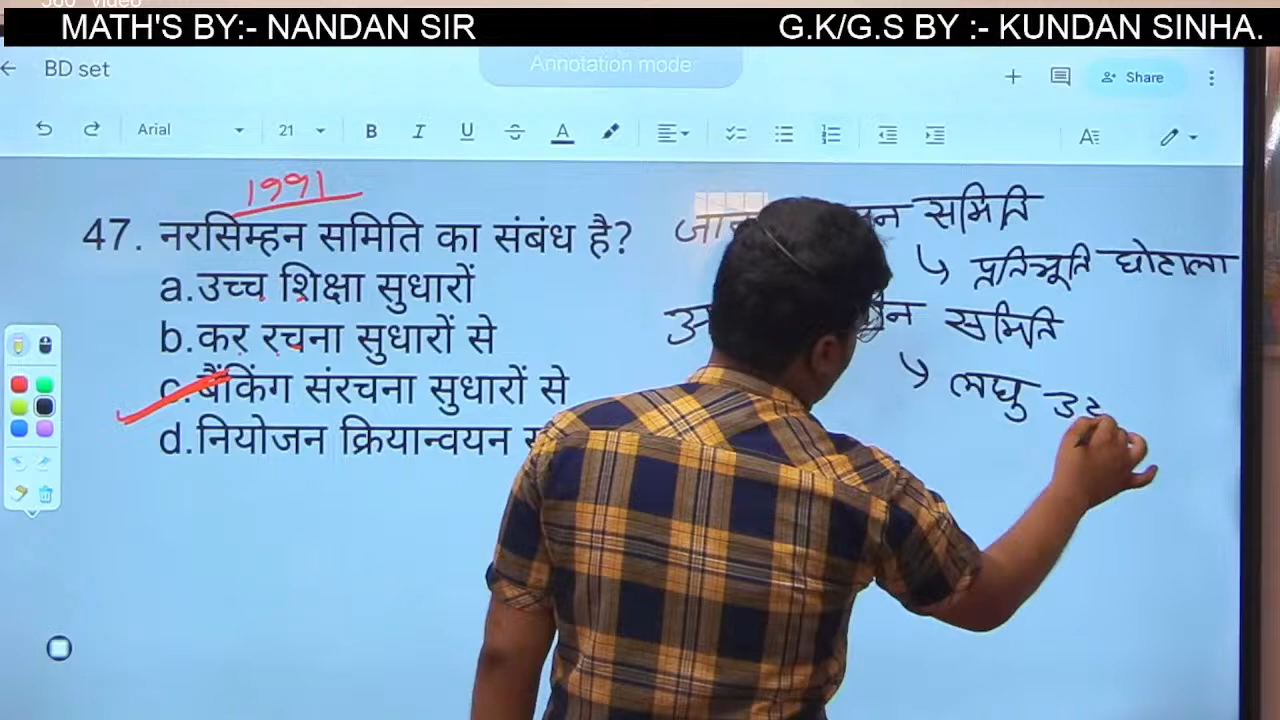 MATH'S BY:- NANDAN SIR
G.K/G.S BY :- KUNDAN SINHA.
BD set
Annotation mode
Share
Arial
21
B I U A
1991
47. नरसिम्हन समिति का संबंध है?
a.उच्च शिक्षा सुधारों
b.कर रचना सुधारों से
c.बैंकिंग संरचना सुधारों से
d.नियोजन क्रियान्वयन
समिति
↳ प्रतिभूति घोटाला
समिति
↳ लघु